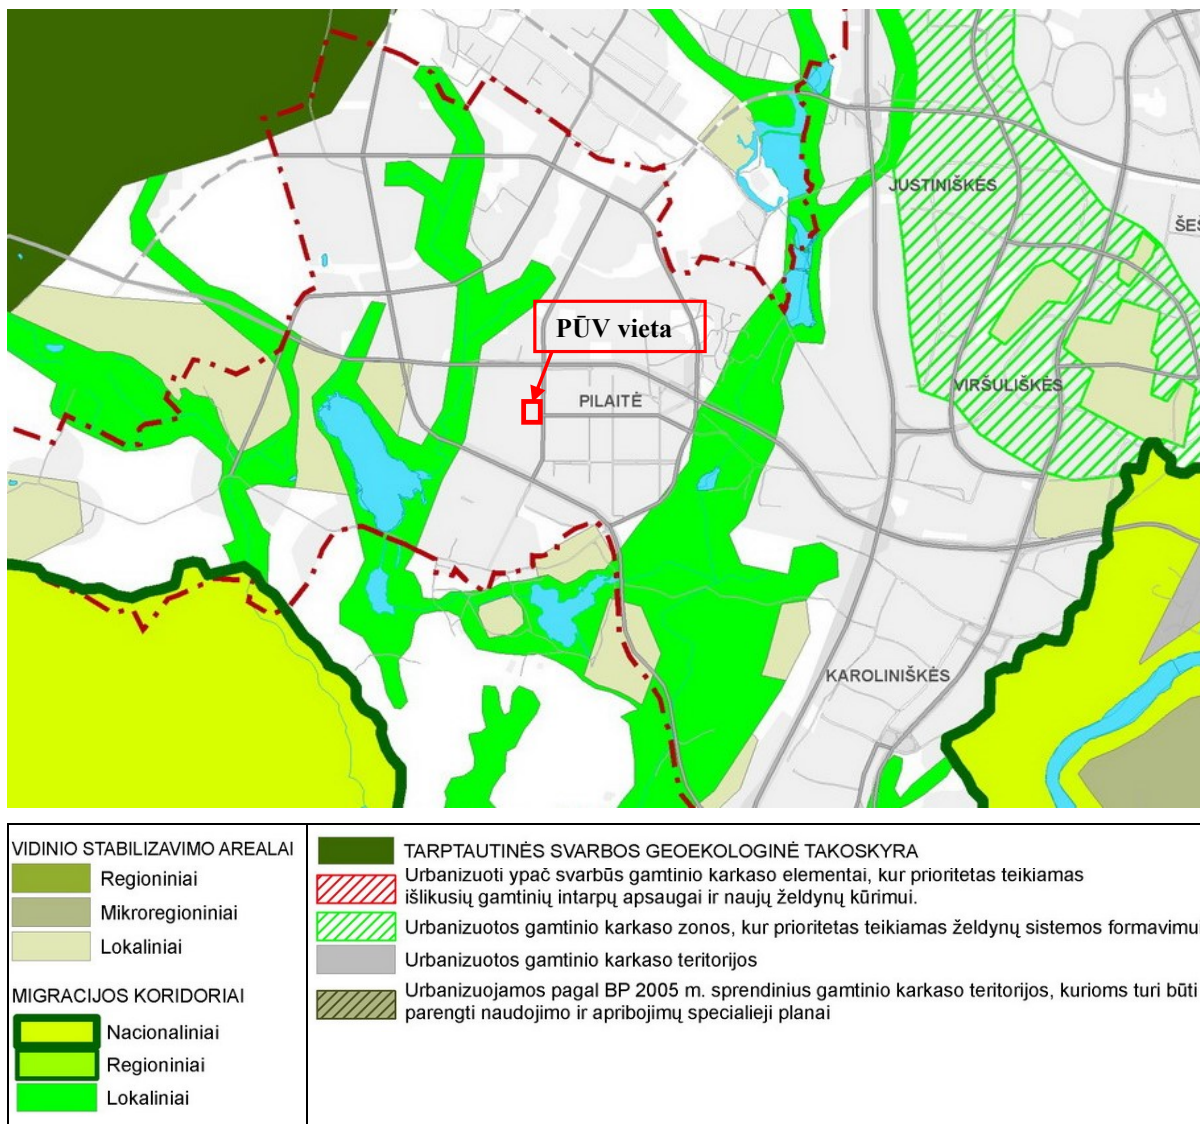 JUSTINIŠKĖS
ŠEŠ
PŪV vieta
VIRŠULIŠKĖS
PILAITĖ
KAROLINIŠKĖS
VIDINIO STABILIZAVIMO AREALAI
Regioniniai
Mikroregioniniai
Lokaliniai
MIGRACIJOS KORIDORIAI
Nacionaliniai
Regioniniai
Lokaliniai
TARPTAUTINĖS SVARBOS GEOEKOLOGINĖ TAKOSKYRA
Urbanizuoti ypač svarbūs gamtinio karkaso elementai, kur prioritetas teikiamas
išlikusių gamtinių intarpų apsaugai ir naujų želdynų kūrimui.
Urbanizuotos gamtinio karkaso zonos, kur prioritetas teikiamas želdynų sistemos formavimui
Urbanizuotos gamtinio karkaso teritorijos
Urbanizuojamos pagal BP 2005 m. sprendinius gamtinio karkaso teritorijos, kurioms turi būti
parengti naudojimo ir apribojimų specialieji planai